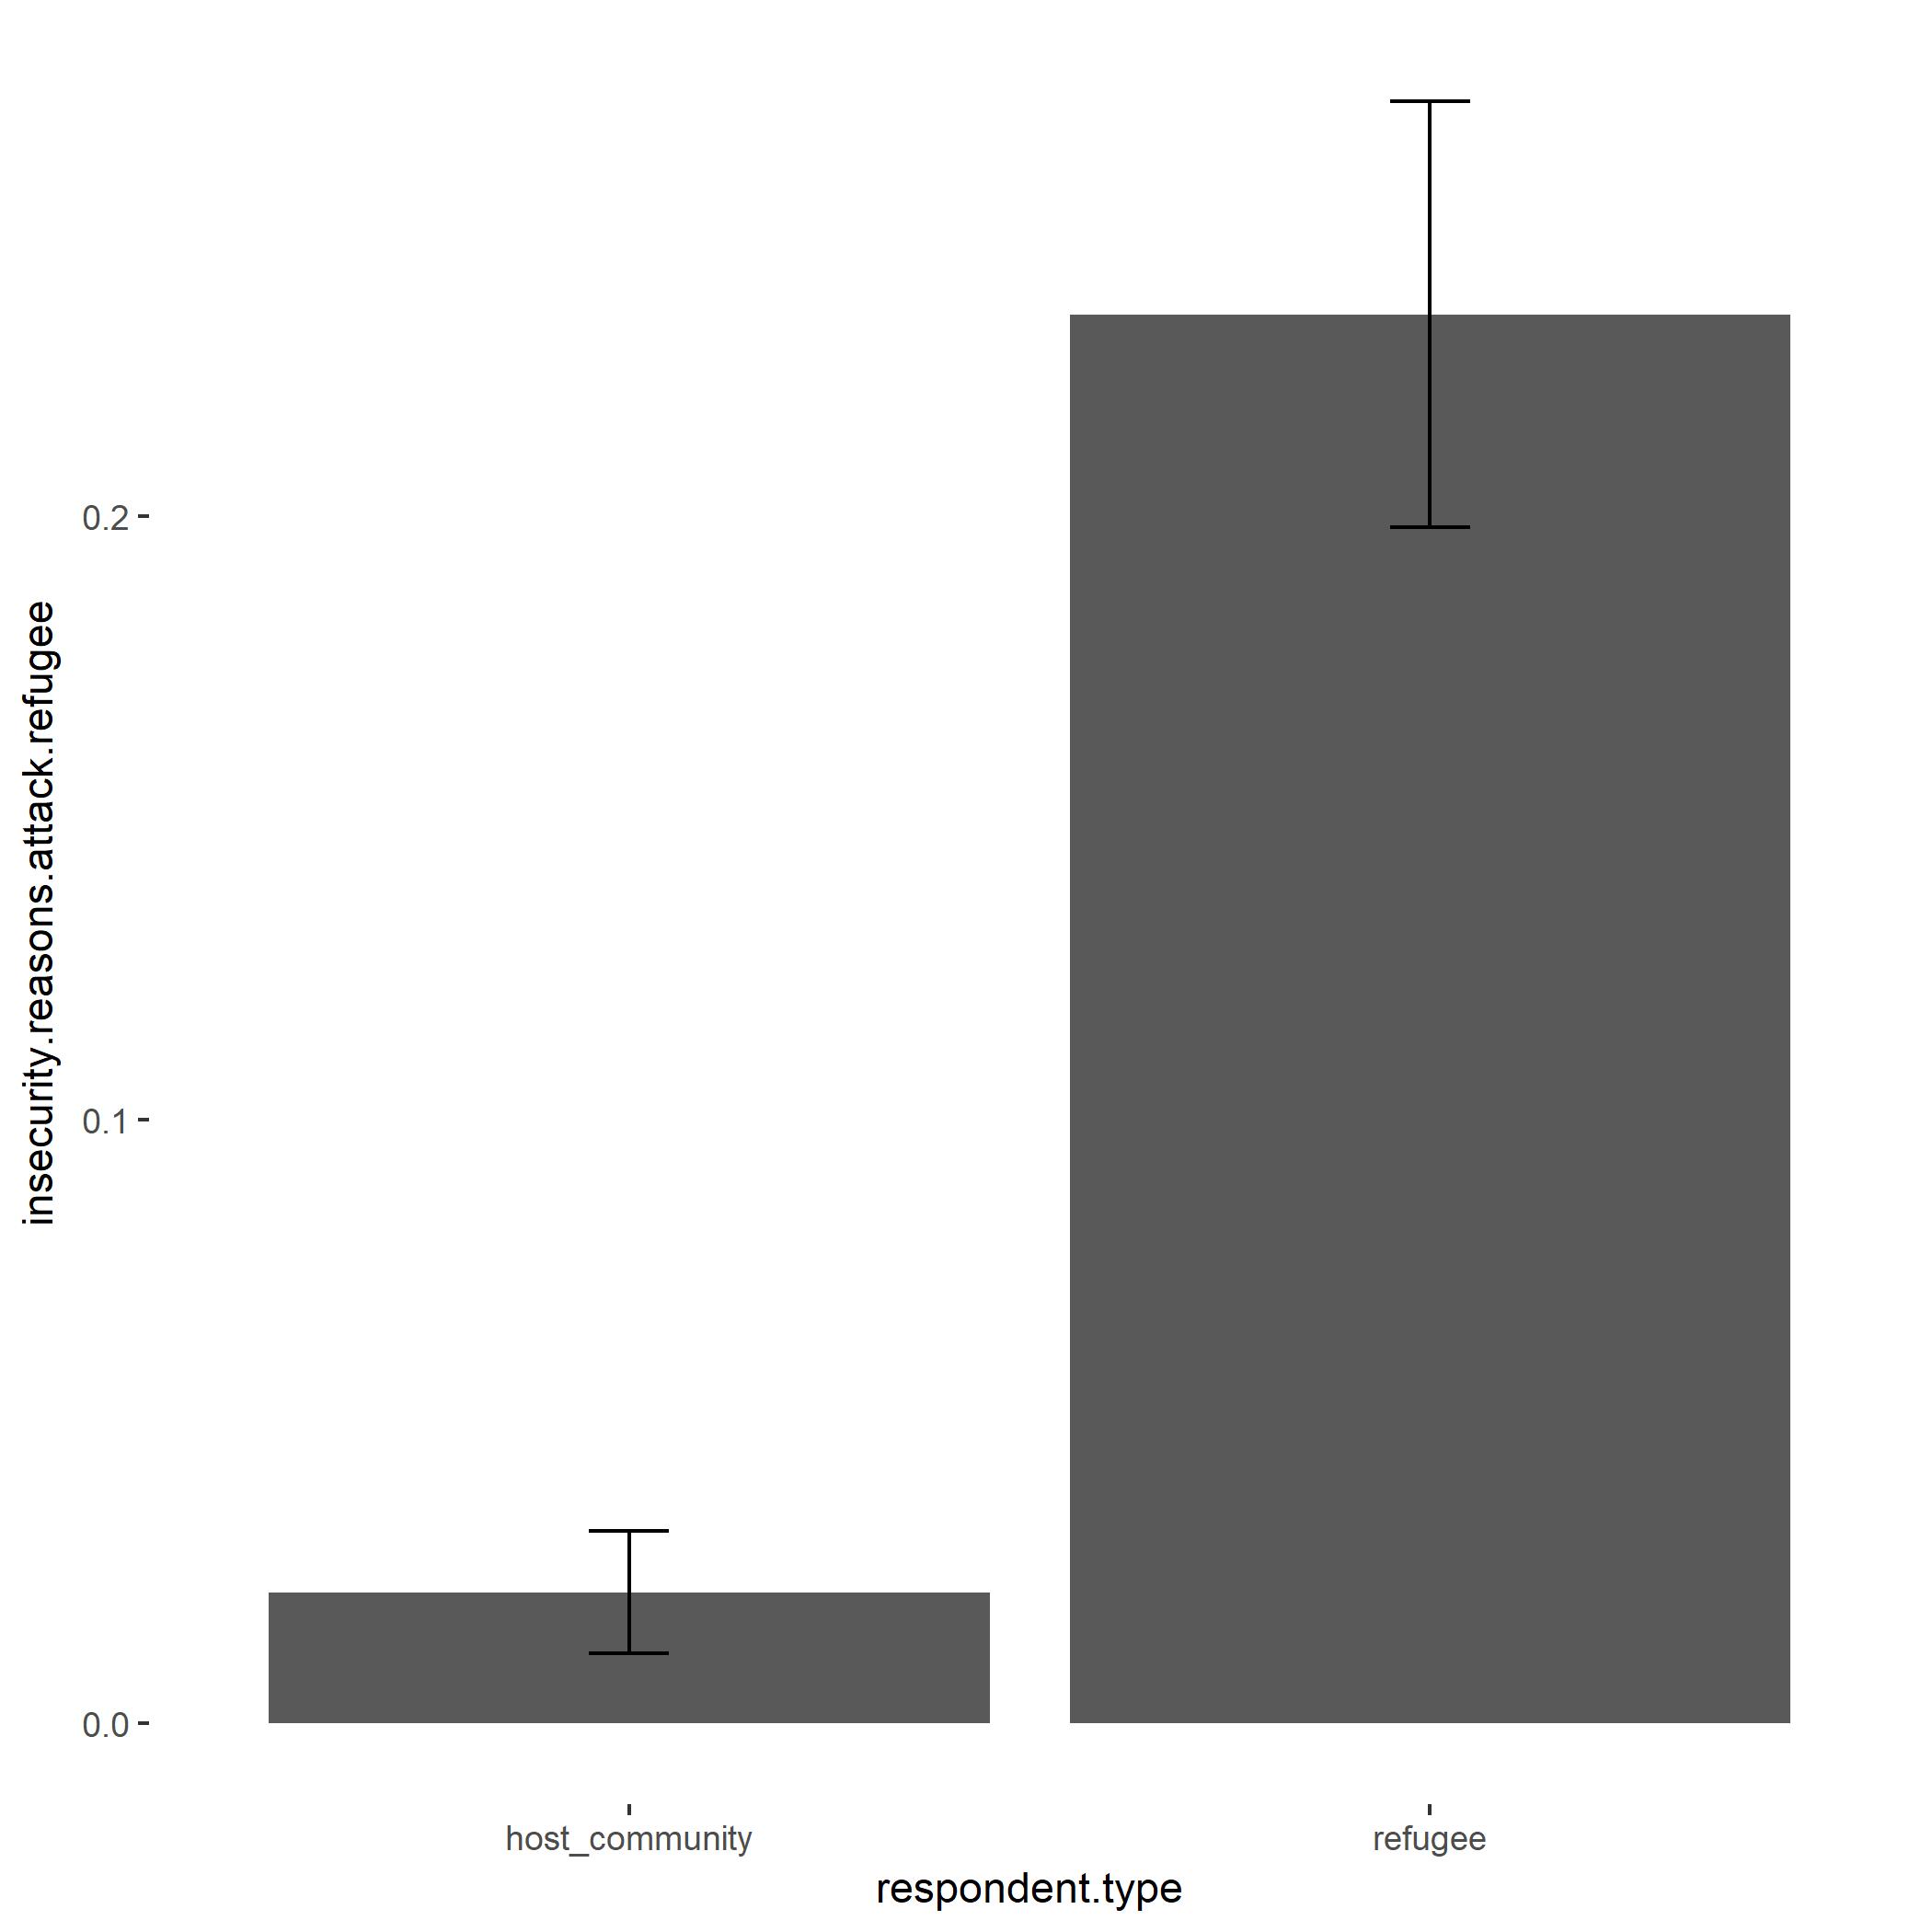 insecurity.reasons.attack.refugee
0.2
0.1
0.0
host_community
refugee
respondent.type